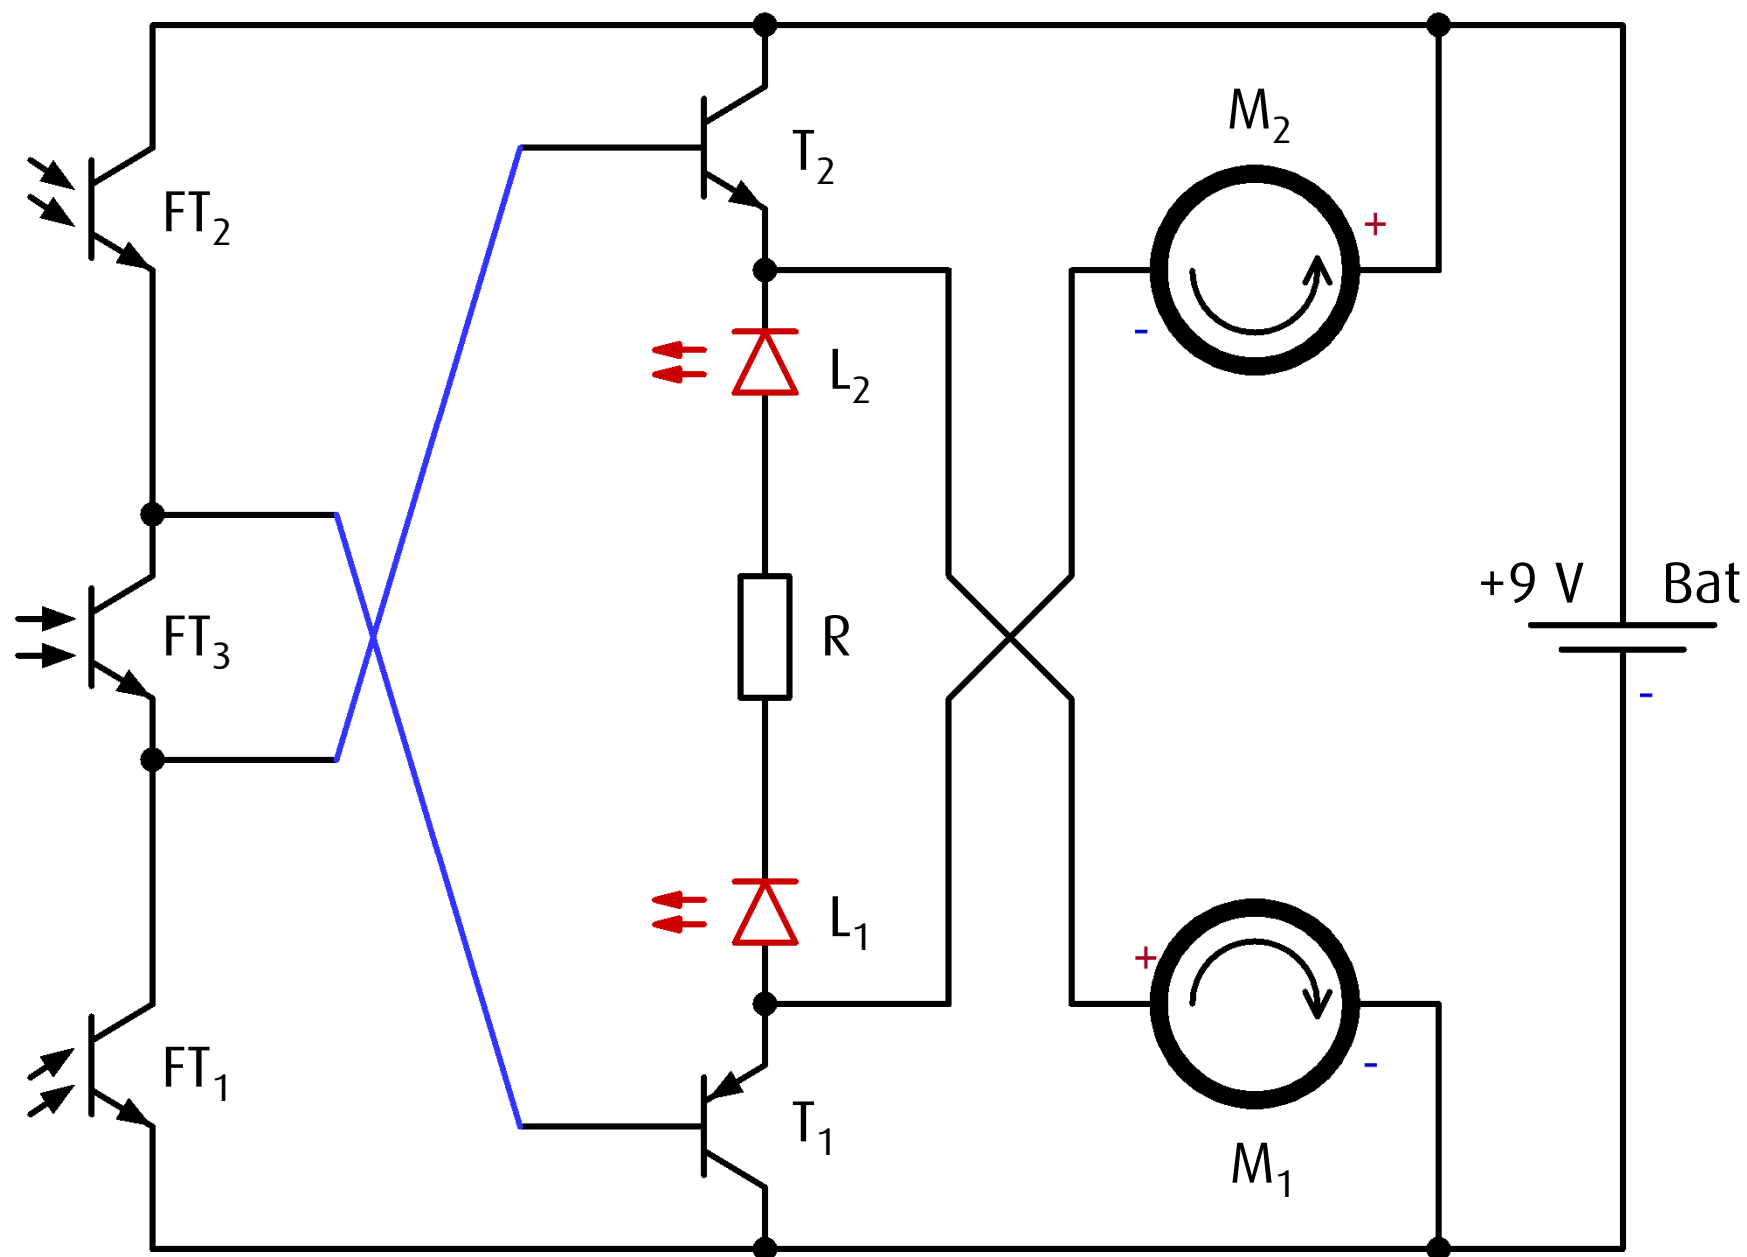 M₂
T₂
+
FT₂
-
L₂
+9 V Bat
R
FT₃
-
L₁
+
FT₁
-
T₁
M₁